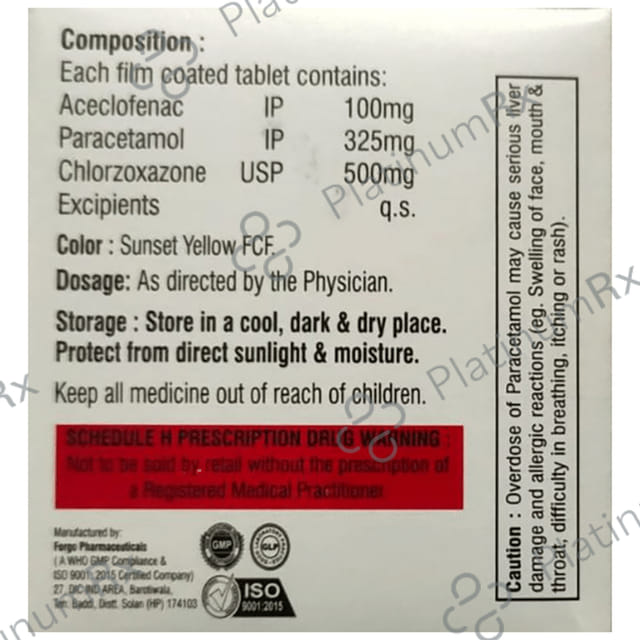 Composition :
Each film coated tablet contains:
Aceclofenac IP 100mg
Paracetamol IP 325mg
Chlorzoxazone USP 500mg
Excipients q.s.
Color : Sunset Yellow FCF.
Dosage: As directed by the Physician.
Storage : Store in a cool, dark & dry place.
Protect from direct sunlight & moisture.
Keep all medicine out of reach of children.
SCHEDULE H PRESCRIPTION DRUG WARNING :
Not to be sold by retail without the prescription of
a Registered Medical Practitioner
Manufactured by:
Forgo Pharmaceuticals
( A WHO GMP Compliance &
ISO 9001: 2015 Certified Company)
27, DIC IND AREA, Barotiwala,
Teh. Baddi, Distt. Solan (HP) 174103
GMP
GLP
ISO
9001:2015
Caution : Overdose of Paracetamol may cause serious liver
damage and allergic reactions (eg. Swelling of face, mouth &
throat, difficulty in breathing, itching or rash).
PlatinumRx
PlatinumRx
PlatinumRx
PlatinumRx
PlatinumRx